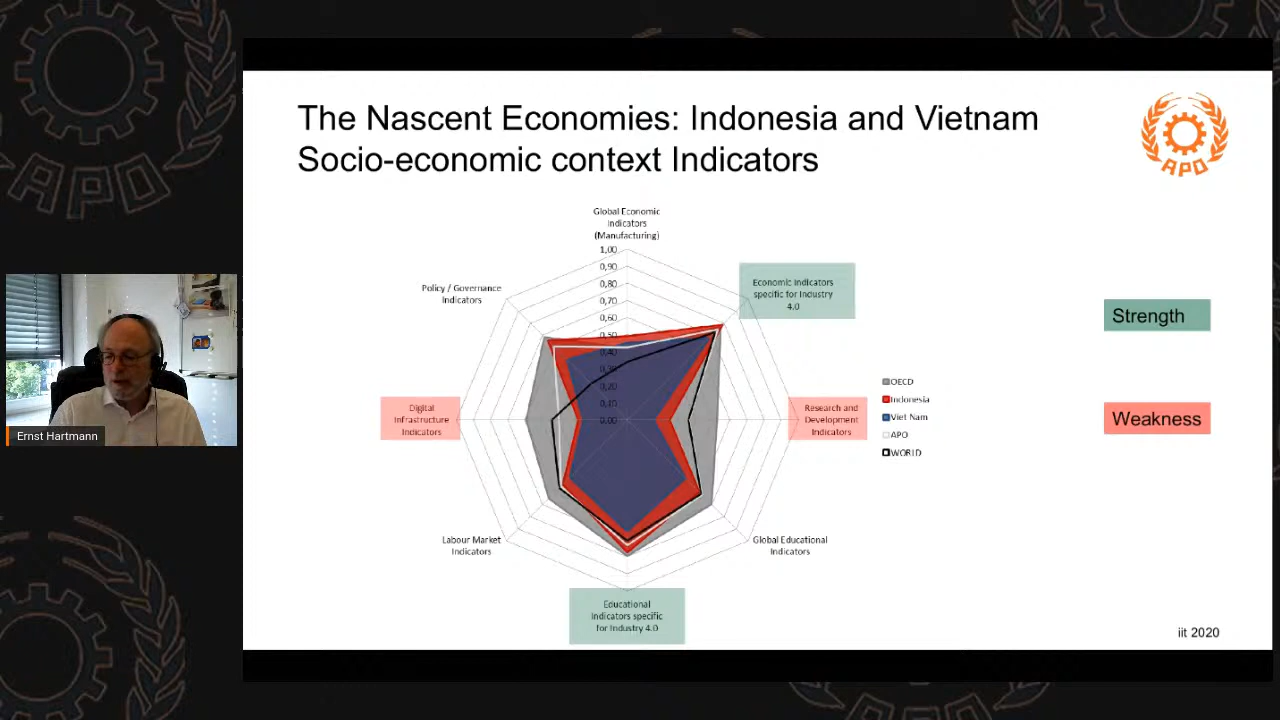 The Nascent Economies: Indonesia and Vietnam
Socio-economic context Indicators
APO
Global Economic
Indicators
(Manufacturing)
1,00
0,90
0,80
0,70
0,60
0,50
0,40
0,30
0,20
0,10
0,00
Economic Indicators
specific for Industry
4.0
Research and
Development
Indicators
Global Educational
Indicators
Educational
Indicators specific
for Industry 4.0
Labour Market
Indicators
Digital
Infrastructure
Indicators
Policy / Governance
Indicators
OECD
Indonesia
Viet Nam
APO
WORLD
Strength
Weakness
iit 2020
Ernst Hartmann
APO
APO